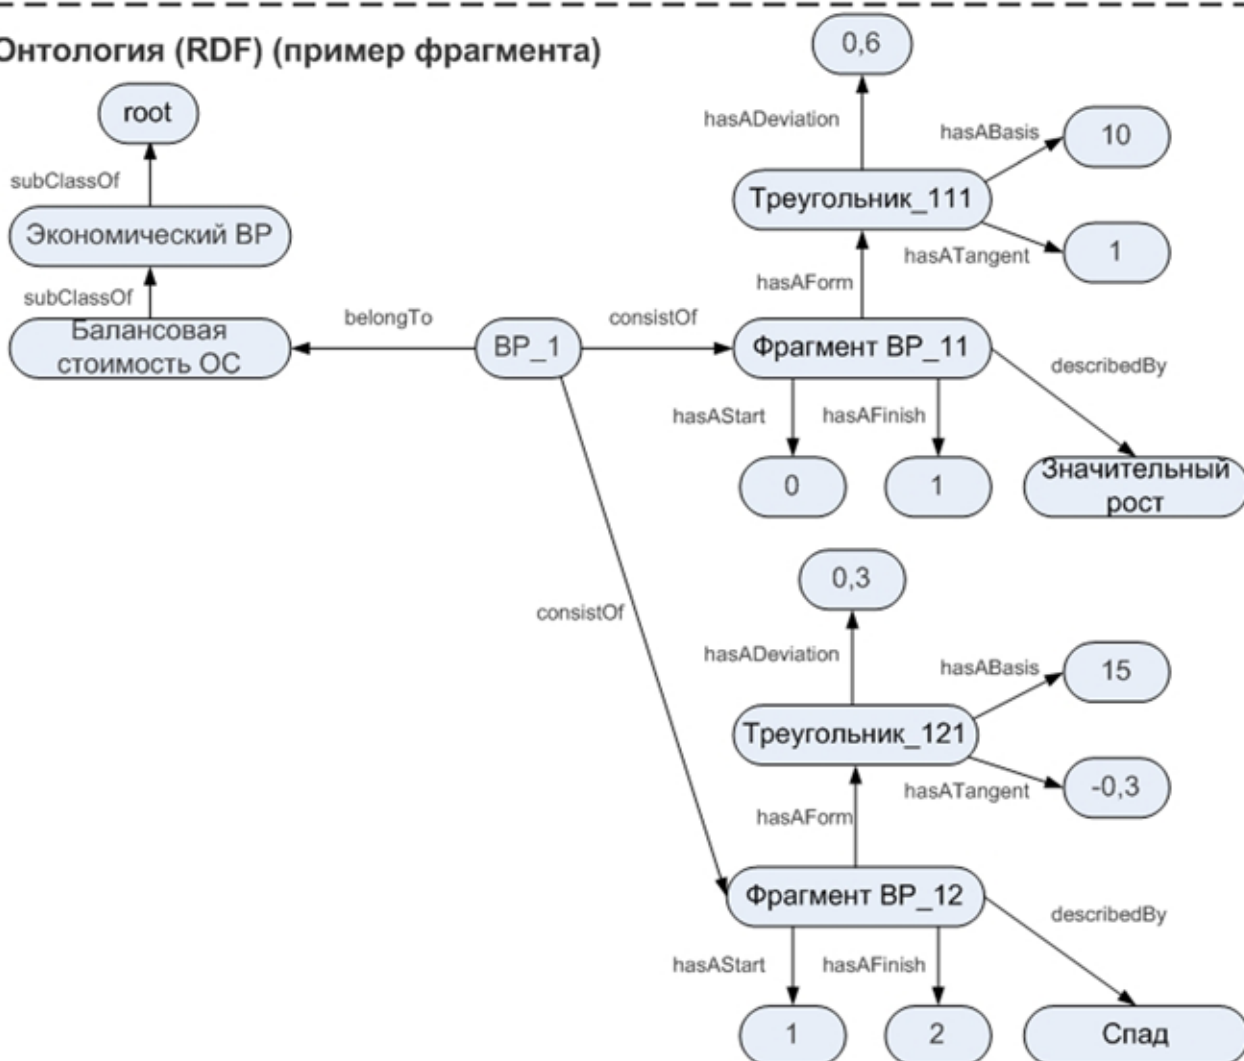 Онтология (RDF) (пример фрагмента)
root
subClassOf
Экономический ВР
subClassOf
Балансовая
стоимость ОС
belongTo
ВР_1
consistOf
0,6
hasADeviation
hasABasis
10
Треугольник_111
hasATangent
1
hasAForm
Фрагмент ВР_11
describedBy
hasAStart
hasAFinish
0
1
Значительный
рост
consistOf
0,3
hasADeviation
hasABasis
15
Треугольник_121
hasATangent
-0,3
hasAForm
Фрагмент ВР_12
describedBy
hasAStart
hasAFinish
1
2
Спад